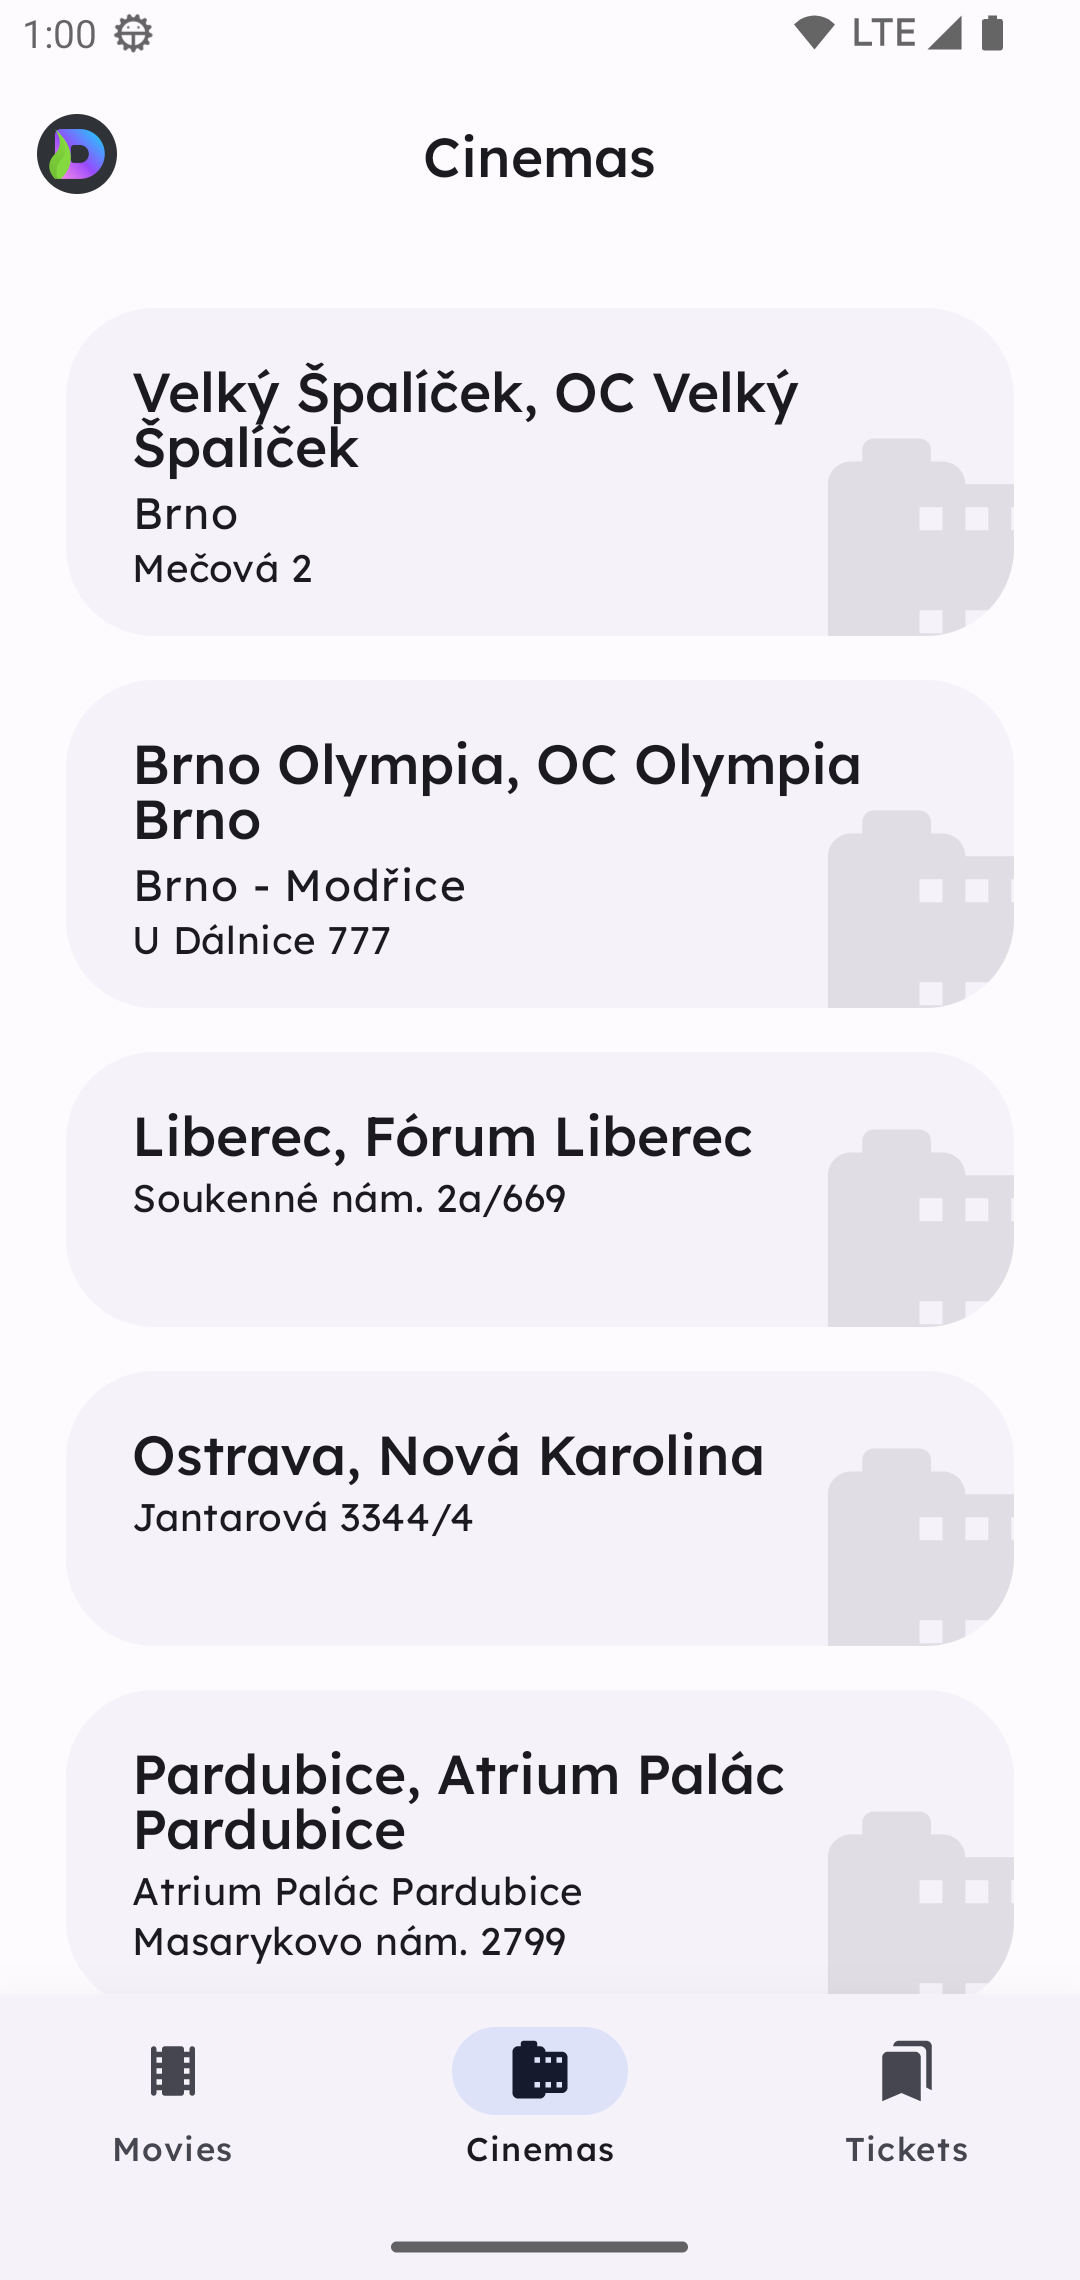 1:00
LTE
Cinemas
Velký Špalíček, OC Velký
Špalíček
Brno
Mečová 2
Brno Olympia, OC Olympia
Brno
Brno - Modřice
U Dálnice 777
Liberec, Fórum Liberec
Soukenné nám. 2a/669
Ostrava, Nová Karolina
Jantarová 3344/4
Pardubice, Atrium Palác
Pardubice
Atrium Palác Pardubice
Masarykovo nám. 2799
Movies
Cinemas
Tickets